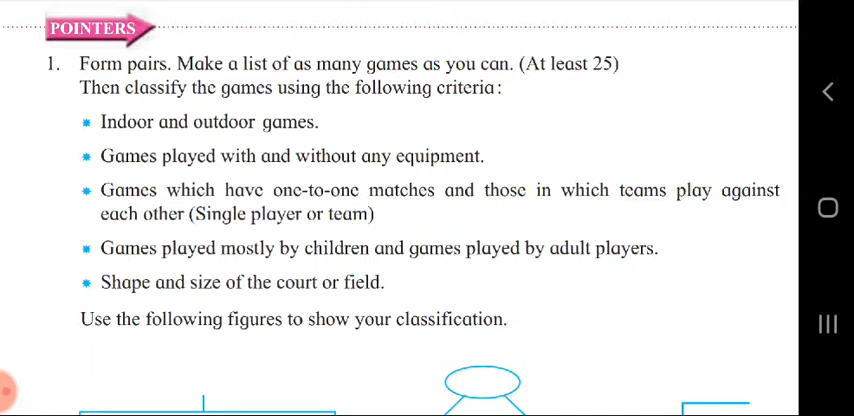 POINTERS
1. Form pairs. Make a list of as many games as you can. (At least 25)
Then classify the games using the following criteria :
* Indoor and outdoor games.
* Games played with and without any equipment.
* Games which have one-to-one matches and those in which teams play against
each other (Single player or team)
* Games played mostly by children and games played by adult players.
* Shape and size of the court or field.
Use the following figures to show your classification.